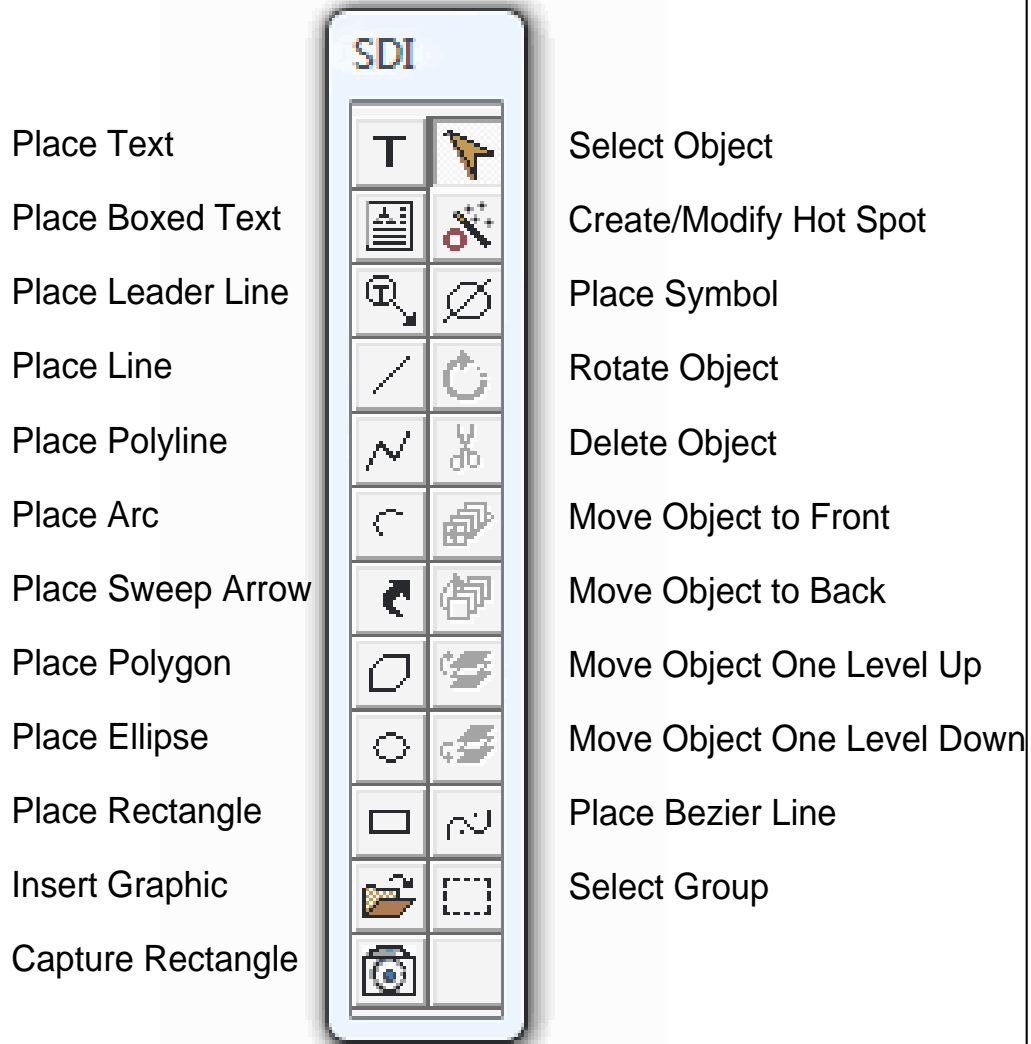 SDI
Place Text
Select Object
Place Boxed Text
Create/Modify Hot Spot
Place Leader Line
Place Symbol
Place Line
Rotate Object
Place Polyline
Delete Object
Place Arc
Move Object to Front
Place Sweep Arrow
Move Object to Back
Place Polygon
Move Object One Level Up
Place Ellipse
Move Object One Level Down
Place Rectangle
Place Bezier Line
Insert Graphic
Select Group
Capture Rectangle